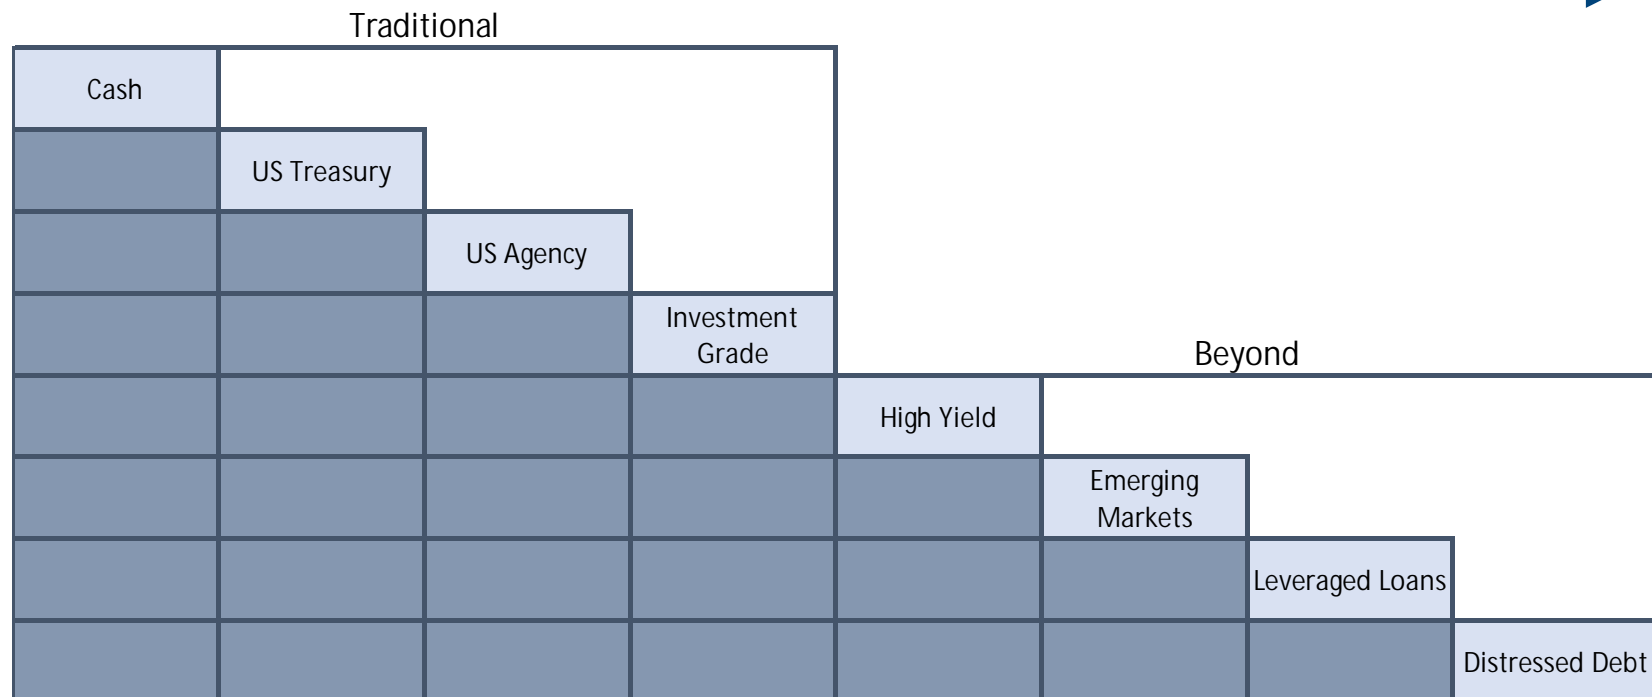 Traditional
Cash
US Treasury
US Agency
Investment
Grade
Beyond
High Yield
Emerging
Markets
Leveraged Loans
Distressed Debt